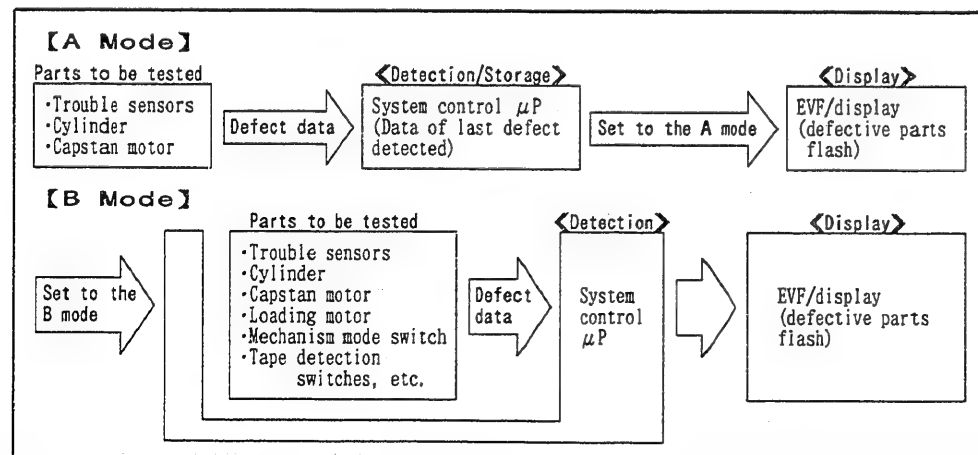 【A Mode】
Parts to be tested
・Trouble sensors
・Cylinder
・Capstan motor
Defect data
《Detection/Storage》
System control μP
(Data of last defect
detected)
Set to the A mode
《Display》
EVF/display
(defective parts
flash)
【B Mode】
Set to the
B mode
Parts to be tested
・Trouble sensors
・Cylinder
・Capstan motor
・Loading motor
・Mechanism mode switch
・Tape detection
switches, etc.
Defect
data
《Detection》
System
control
μP
《Display》
EVF/display
(defective parts
flash)